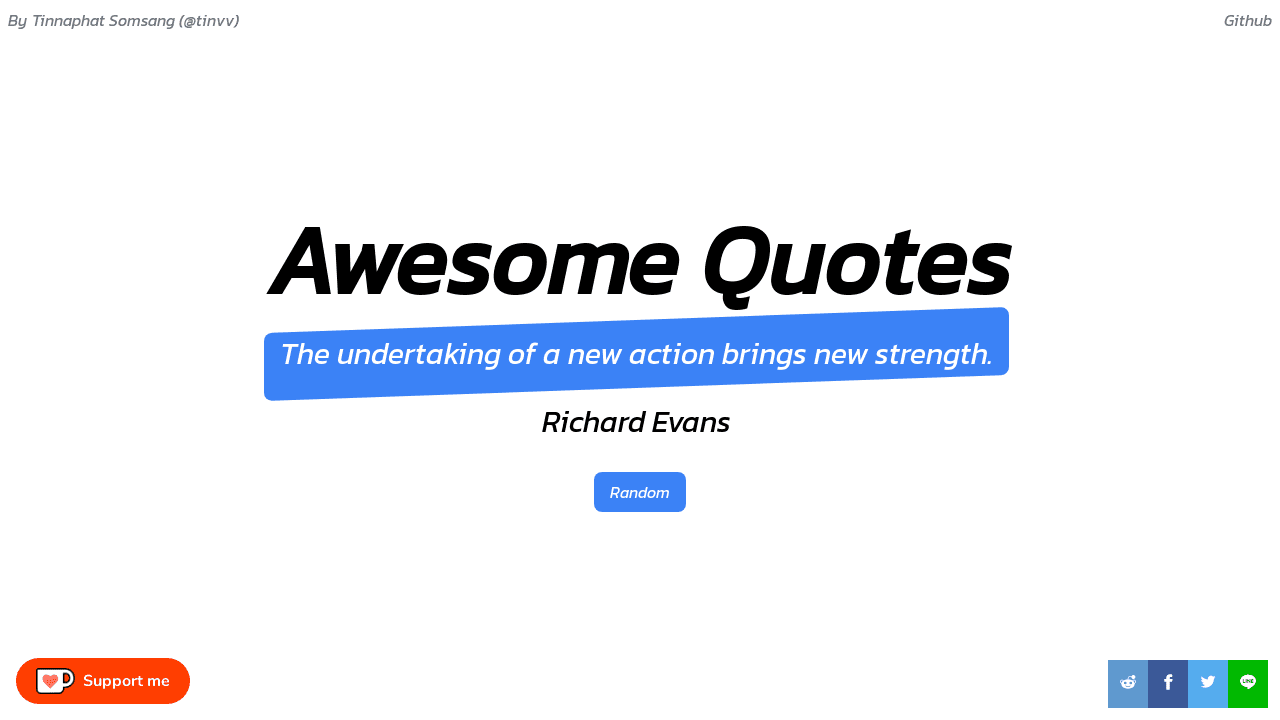 By Tinnaphat Somsang (@tinvv)
Github
Awesome Quotes
The undertaking of a new action brings new strength.
Richard Evans
Random
Support me
LINE